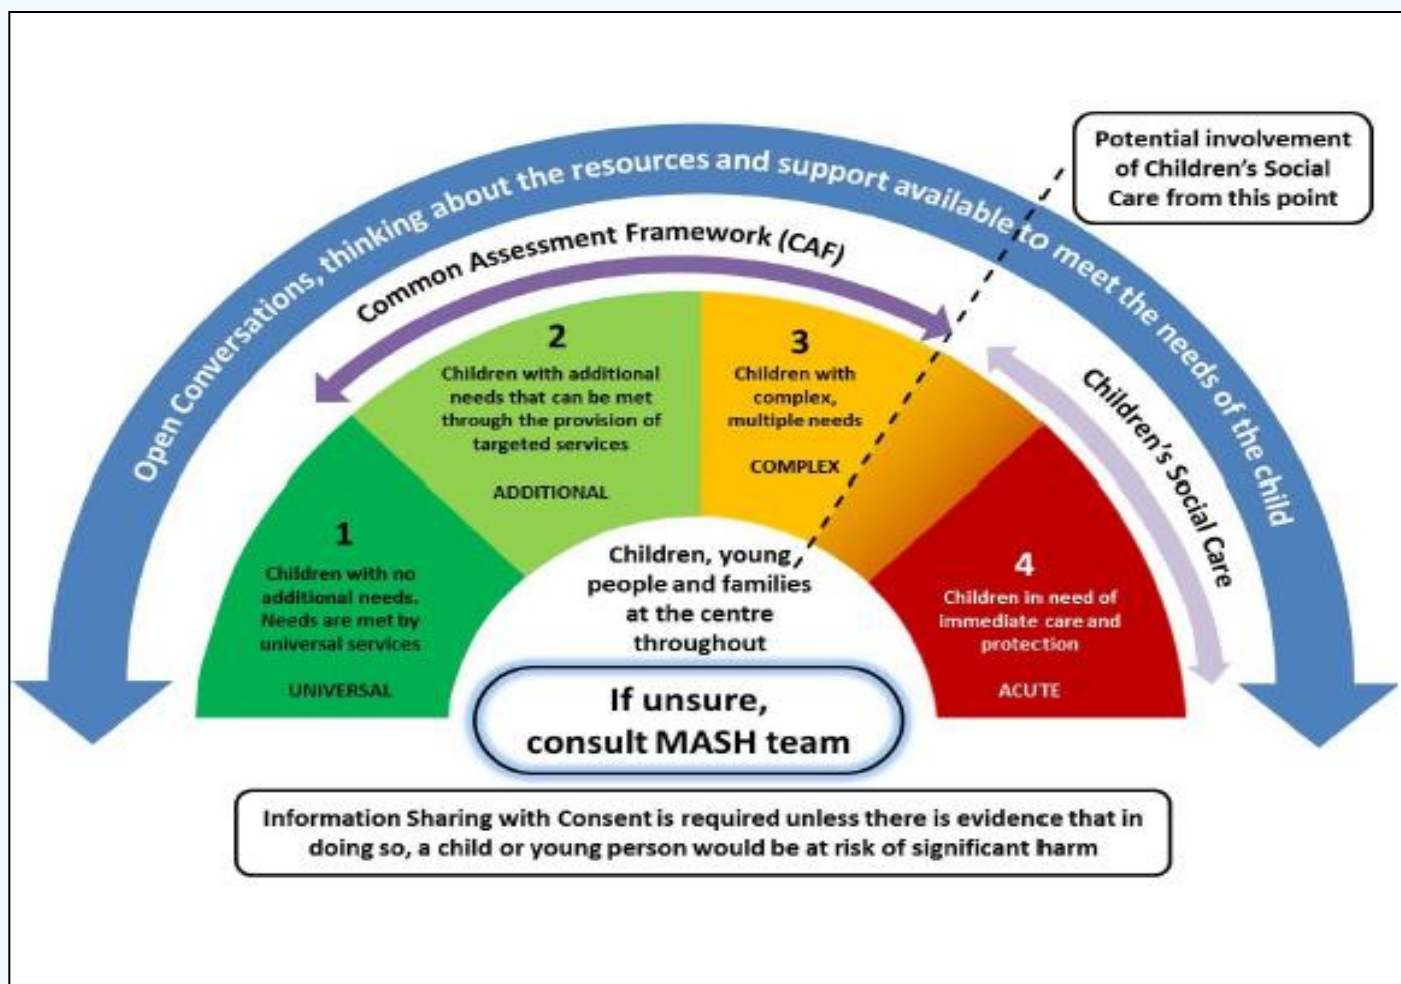 Potential involvement
of Children's Social
Care from this point
Open Conversations, thinking about the resources and support available to meet the needs of the child
Common Assessment Framework (CAF)
Children's Social Care
1
Children with no
additional needs.
Needs are met by
universal services
UNIVERSAL
2
Children with additional
needs that can be met
through the provision of
targeted services
ADDITIONAL
3
Children with
complex,
multiple needs
COMPLEX
4
Children in need of
immediate care and
protection
ACUTE
Children, young
people and families
at the centre
throughout
If unsure,
consult MASH team
Information Sharing with Consent is required unless there is evidence that in
doing so, a child or young person would be at risk of significant harm